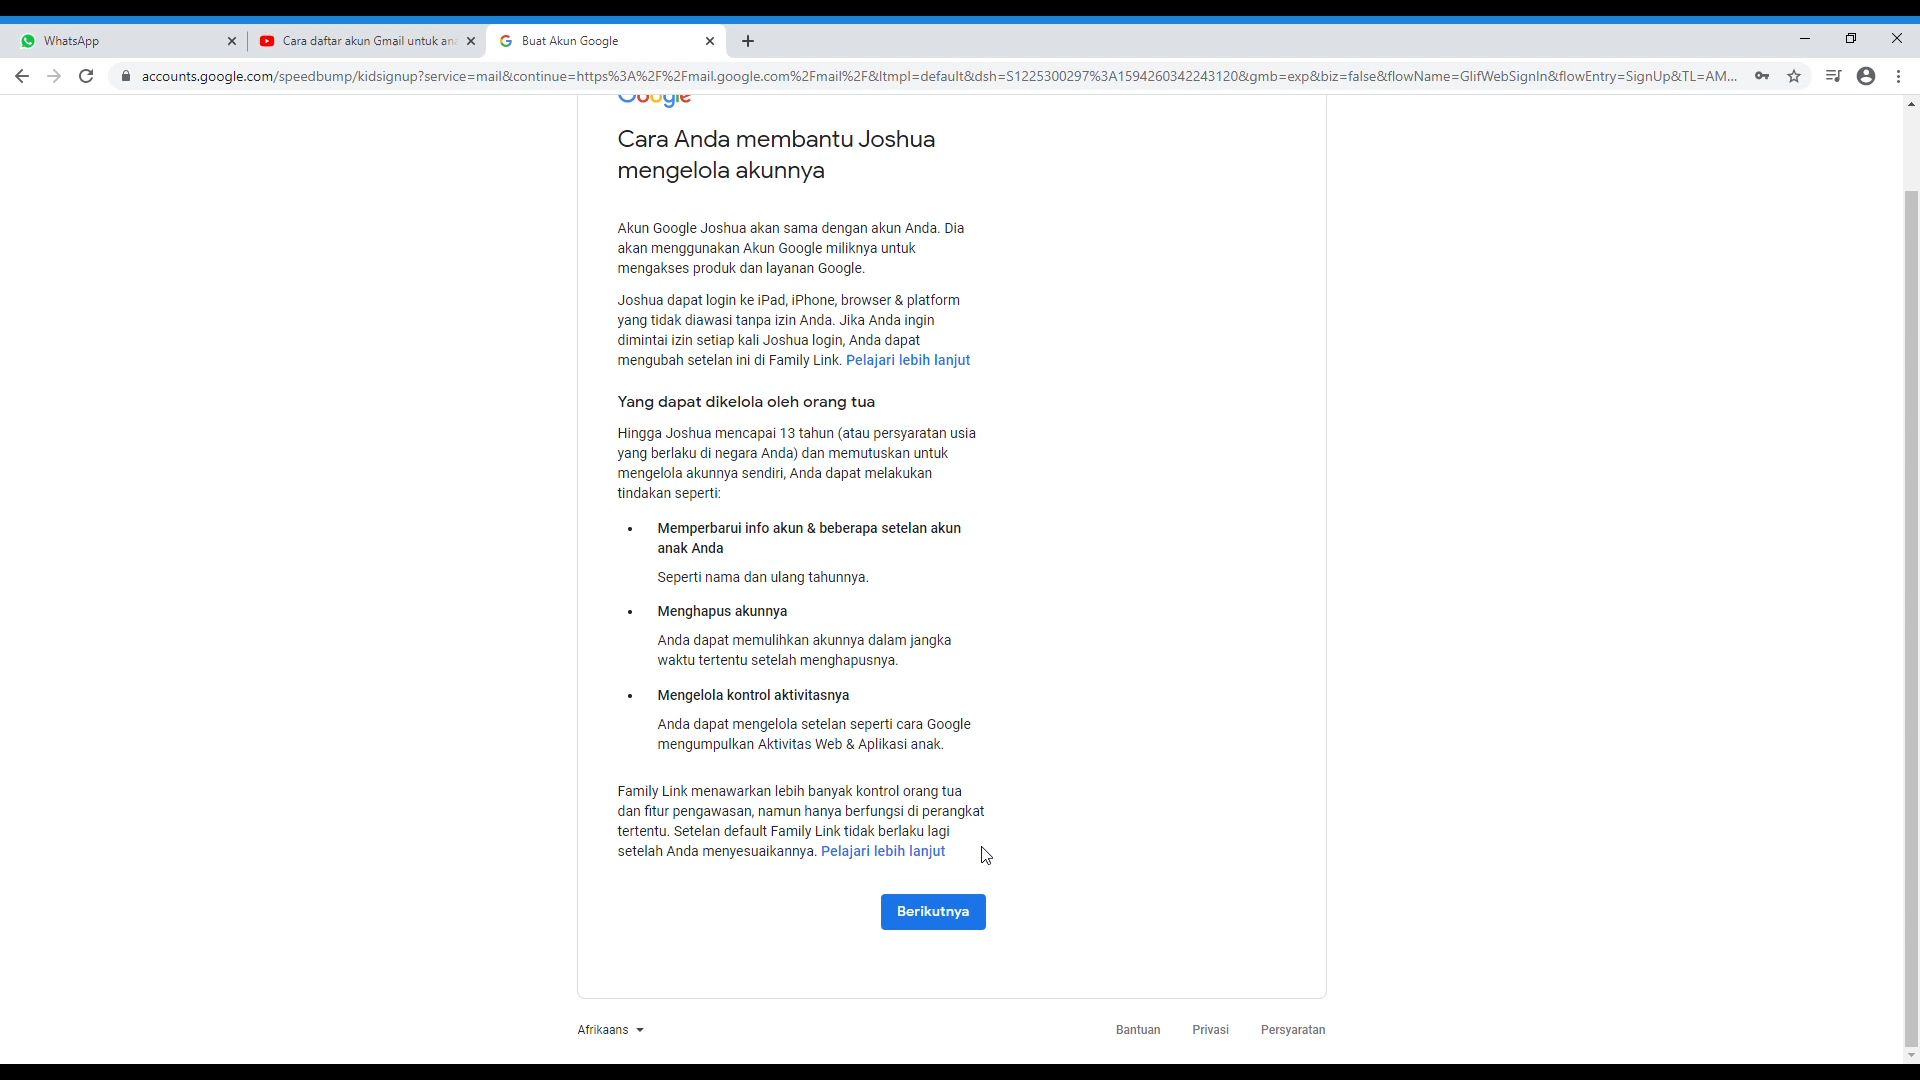 WhatsApp
Cara daftar akun Gmail untuk ana
Buat Akun Google
accounts.google.com/speedbump/kidsignup?service=mail&continue=https%3A%2F%2Fmail.google.com%2Fmail%2F&ltmpl=default&dsh=S1225300297%3A1594260342243120&gmb=exp&biz=false&flowName=GlifWebSignIn&flowEntry=SignUp&TL=AM...
Google
Cara Anda membantu Joshua
mengelola akunnya
Akun Google Joshua akan sama dengan akun Anda. Dia
akan menggunakan Akun Google miliknya untuk
mengakses produk dan layanan Google.
Joshua dapat login ke iPad, iPhone, browser & platform
yang tidak diawasi tanpa izin Anda. Jika Anda ingin
dimintai izin setiap kali Joshua login, Anda dapat
mengubah setelan ini di Family Link. Pelajari lebih lanjut
Yang dapat dikelola oleh orang tua
Hingga Joshua mencapai 13 tahun (atau persyaratan usia
yang berlaku di negara Anda) dan memutuskan untuk
mengelola akunnya sendiri, Anda dapat melakukan
tindakan seperti:
• Memperbarui info akun & beberapa setelan akun
anak Anda
Seperti nama dan ulang tahunnya.
• Menghapus akunnya
Anda dapat memulihkan akunnya dalam jangka
waktu tertentu setelah menghapusnya.
• Mengelola kontrol aktivitasnya
Anda dapat mengelola setelan seperti cara Google
mengumpulkan Aktivitas Web & Aplikasi anak.
Family Link menawarkan lebih banyak kontrol orang tua
dan fitur pengawasan, namun hanya berfungsi di perangkat
tertentu. Setelan default Family Link tidak berlaku lagi
setelah Anda menyesuaikannya. Pelajari lebih lanjut
Berikutnya
Afrikaans
Bantuan
Privasi
Persyaratan